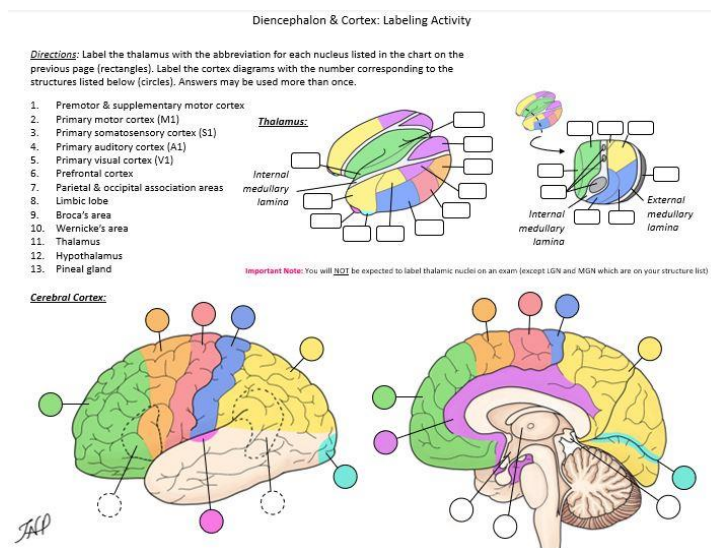 Diencephalon & Cortex: Labeling Activity
Directions: Label the thalamus with the abbreviation for each nucleus listed in the chart on the
previous page (rectangles). Label the cortex diagrams with the number corresponding to the
structures listed below (circles). Answers may be used more than once.
1. Premotor & supplementary motor cortex
2. Primary motor cortex (M1)
3. Primary somatosensory cortex (S1)
4. Primary auditory cortex (A1)
5. Primary visual cortex (V1)
6. Prefrontal cortex
7. Parietal & occipital association areas
8. Limbic lobe
9. Broca's area
10. Wernicke's area
11. Thalamus
12. Hypothalamus
13. Pineal gland
Thalamus:
Internal
medullary
lamina
Internal
medullary
lamina
External
medullary
lamina
Important Note: You will NOT be expected to label thalamic nuclei on an exam (except LGN and MGN which are on your structure list)
Cerebral Cortex: